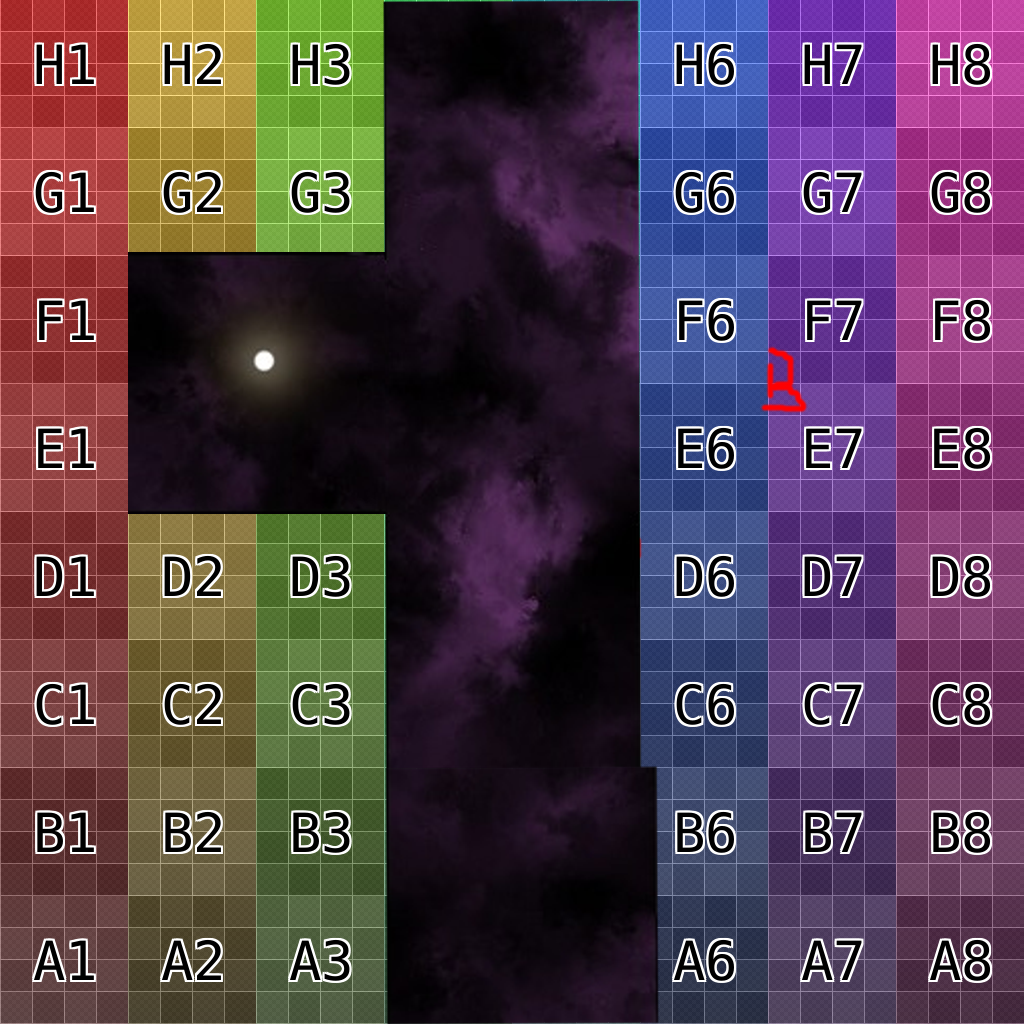 H1 H2 H3 H6 H7 H8
G1 G2 G3 G6 G7 G8
F1 F6 F7 F8
E1 E6 E7 E8
D1 D2 D3 D6 D7 D8
C1 C2 C3 C6 C7 C8
B1 B2 B3 B6 B7 B8
A1 A2 A3 A6 A7 A8